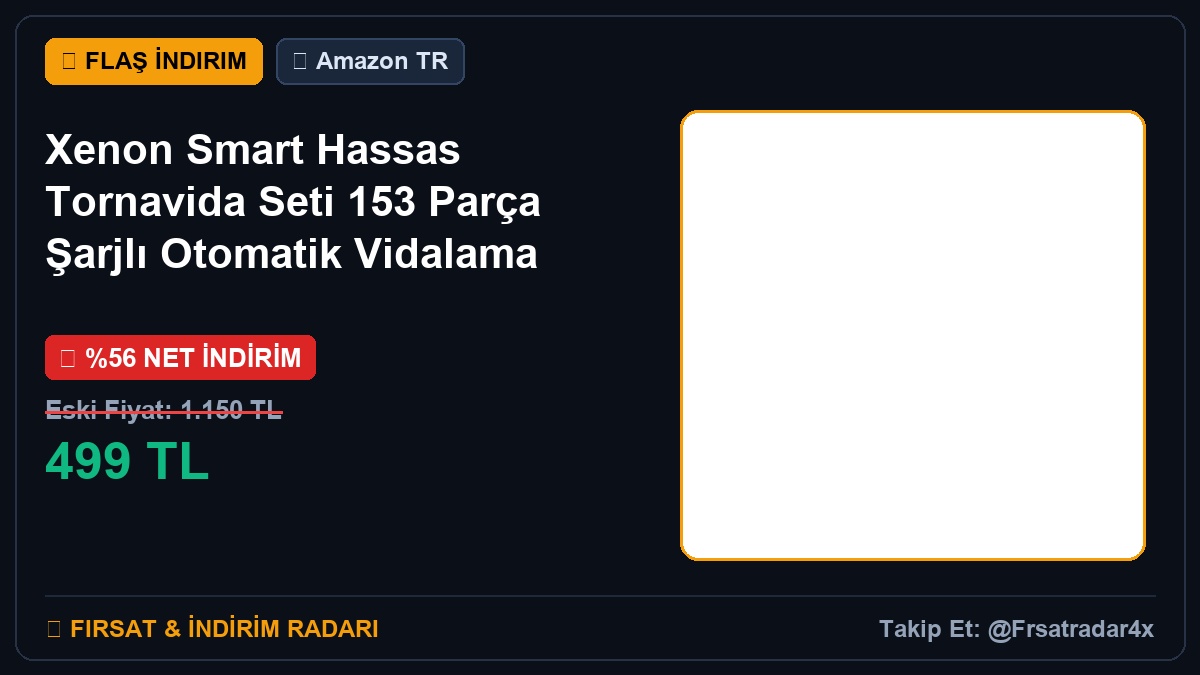 FLAŞ İNDIRIM
Amazon TR
Xenon Smart Hassas
Tornavida Seti 153 Parça
Şarjlı Otomatik Vidalama
%56 NET İNDİRİM
Eski Fiyat: 1.150 TL
499 TL
FIRSAT & İNDİRİM RADARI
Takip Et: @Frsatradar4x